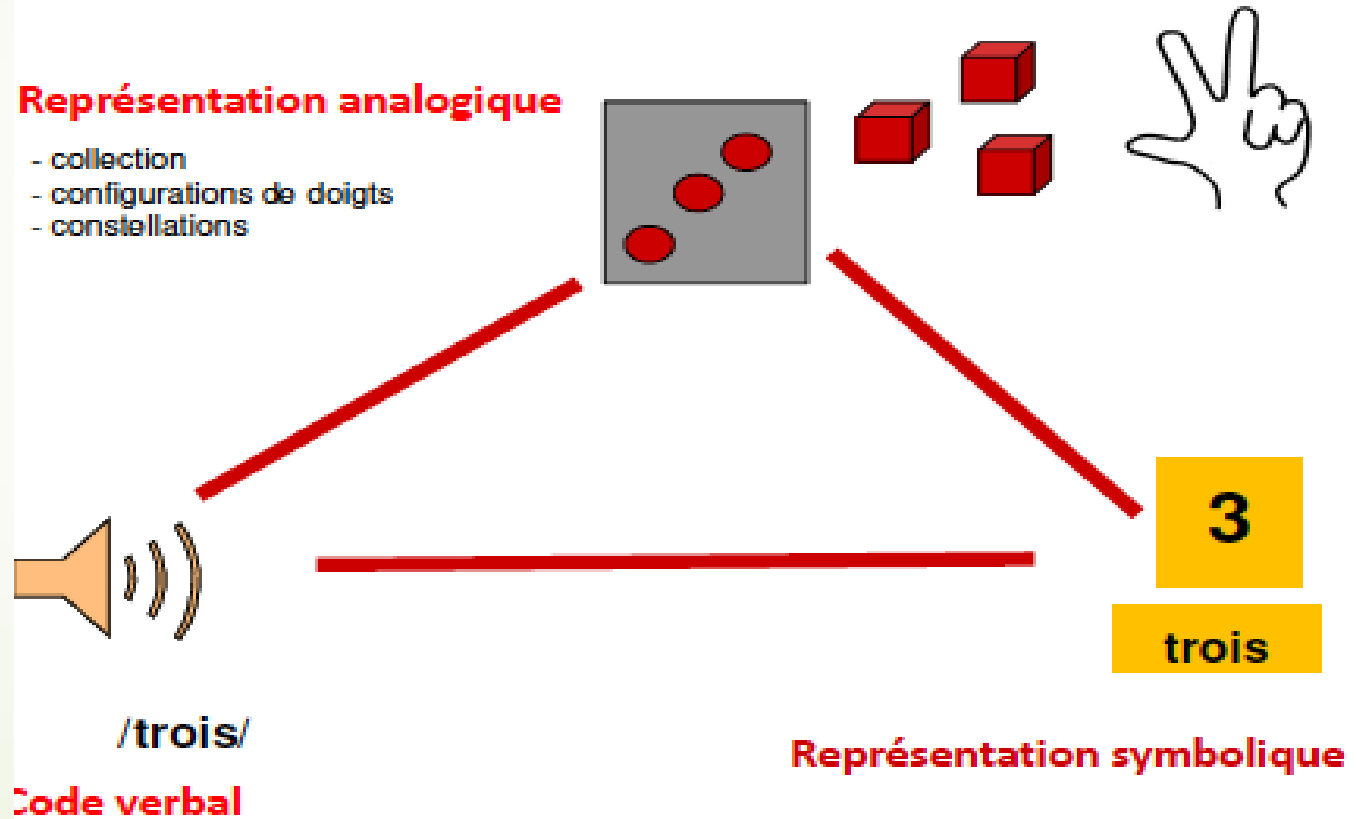 Représentation analogique
- collection
- configurations de doigts
- constellations
3
trois
/trois/
Représentation symbolique
Code verbal